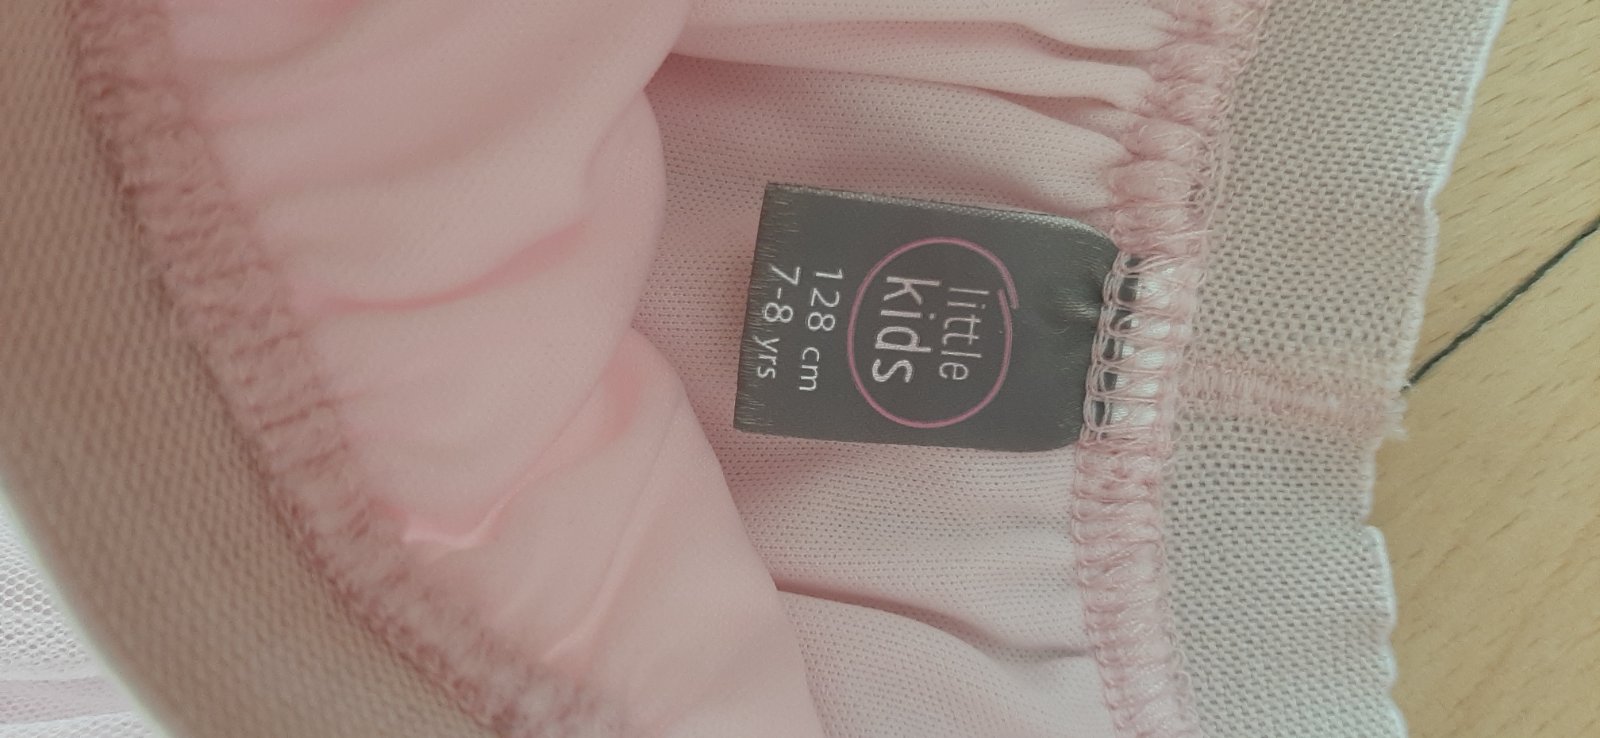 little
kids
128 cm
7-8 yrs